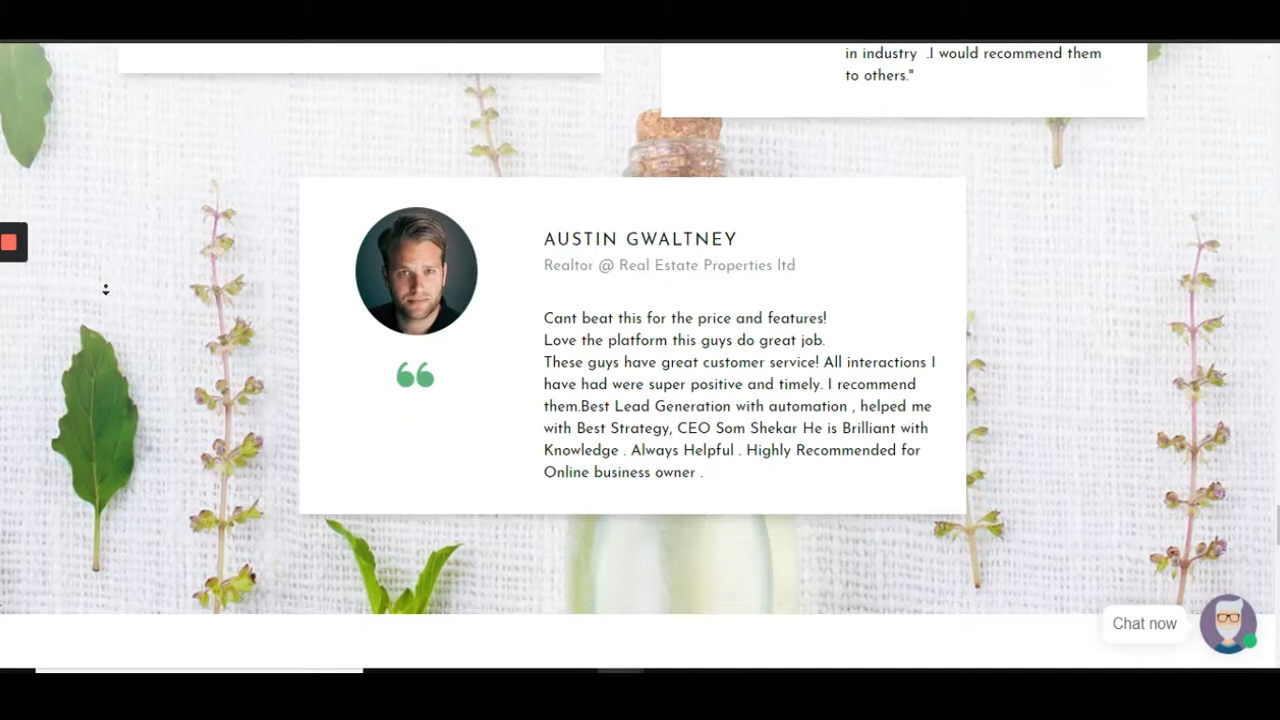 in industry  .I would recommend them
to others."
AUSTIN GWALTNEY
Realtor @ Real Estate Properties ltd
Cant beat this for the price and features!
Love the platform this guys do great job.
These guys have great customer service! All interactions I
have had were super positive and timely. I recommend
them.Best Lead Generation with automation , helped me
with Best Strategy, CEO Som Shekar He is Brilliant with
Knowledge . Always Helpful . Highly Recommended for
Online business owner .
Chat now